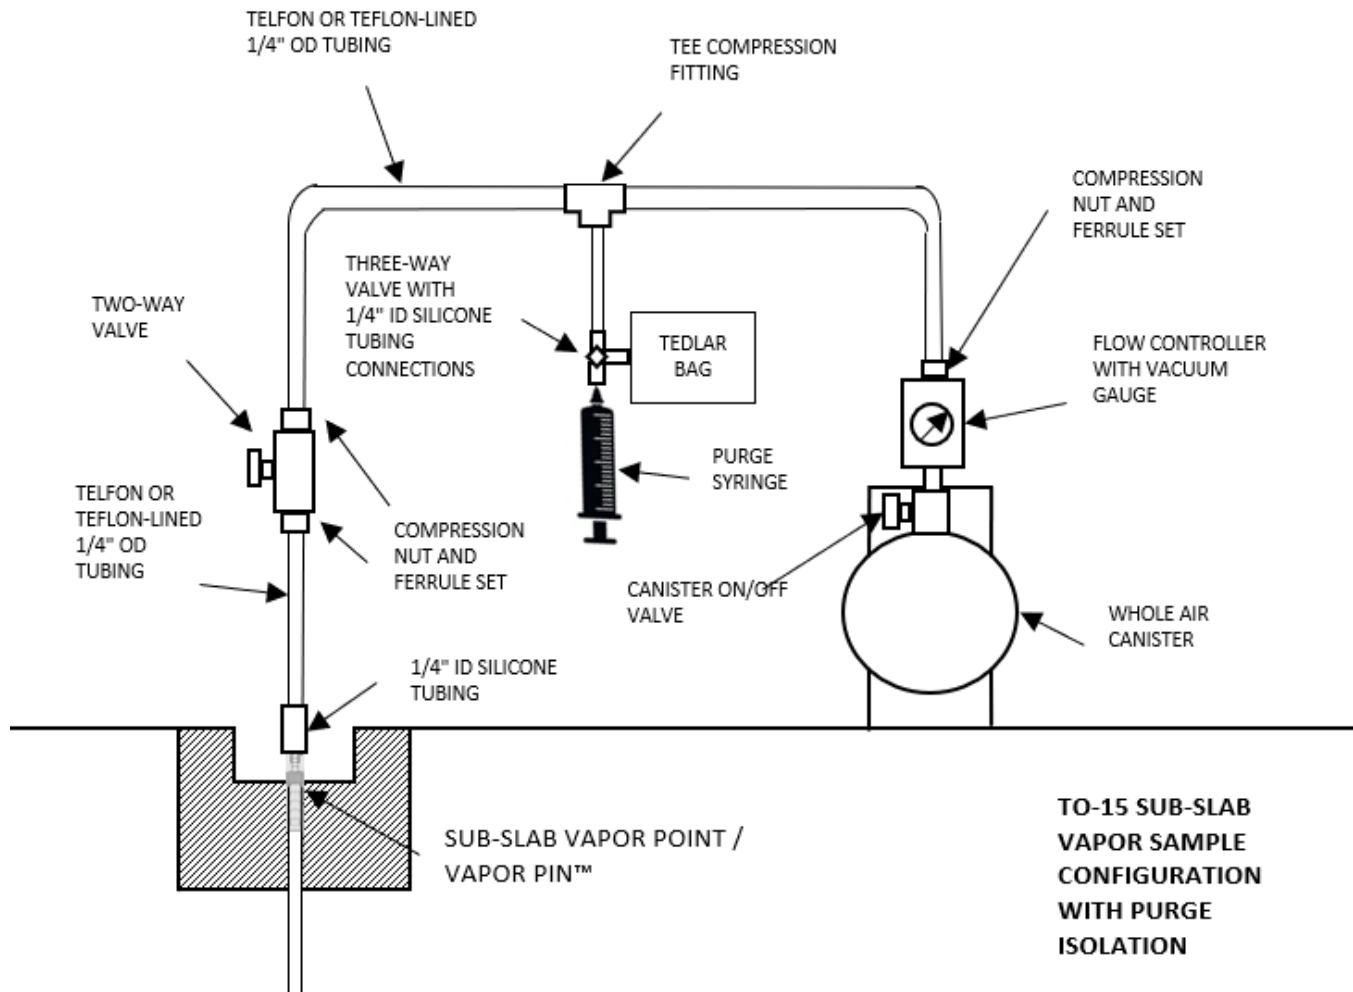 TELFON OR TEFLON-LINED
1/4" OD TUBING
TEE COMPRESSION
FITTING
COMPRESSION
NUT AND
FERRULE SET
THREE-WAY
VALVE WITH
1/4" ID SILICONE
TUBING
CONNECTIONS
TWO-WAY
VALVE
TEDLAR
BAG
FLOW CONTROLLER
WITH VACUUM
GAUGE
PURGE
SYRINGE
TELFON OR
TEFLON-LINED
1/4" OD
TUBING
COMPRESSION
NUT AND
FERRULE SET
CANISTER ON/OFF
VALVE
WHOLE AIR
CANISTER
1/4" ID SILICONE
TUBING
SUB-SLAB VAPOR POINT /
VAPOR PIN™
TO-15 SUB-SLAB
VAPOR SAMPLE
CONFIGURATION
WITH PURGE
ISOLATION